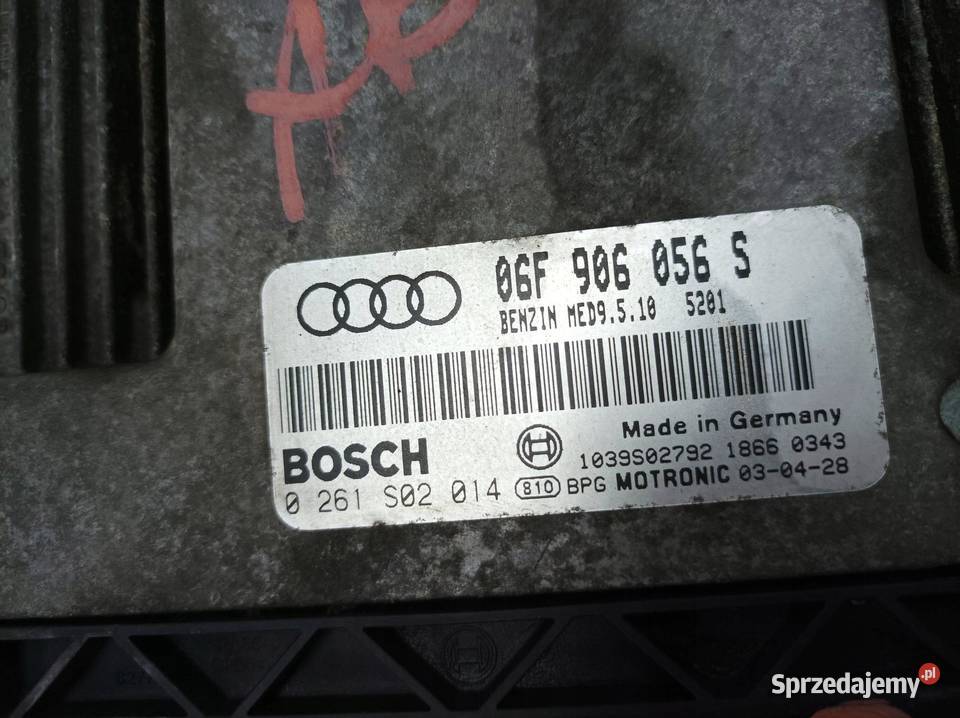 06F 906 056 S
BENZIN MED9.5.10 5201
Made in Germany
BOSCH
1039S02792 1866 0343
0 261 S02 014 810 BPG MOTRONIC 03-04-28
Sprzedajemy.pl